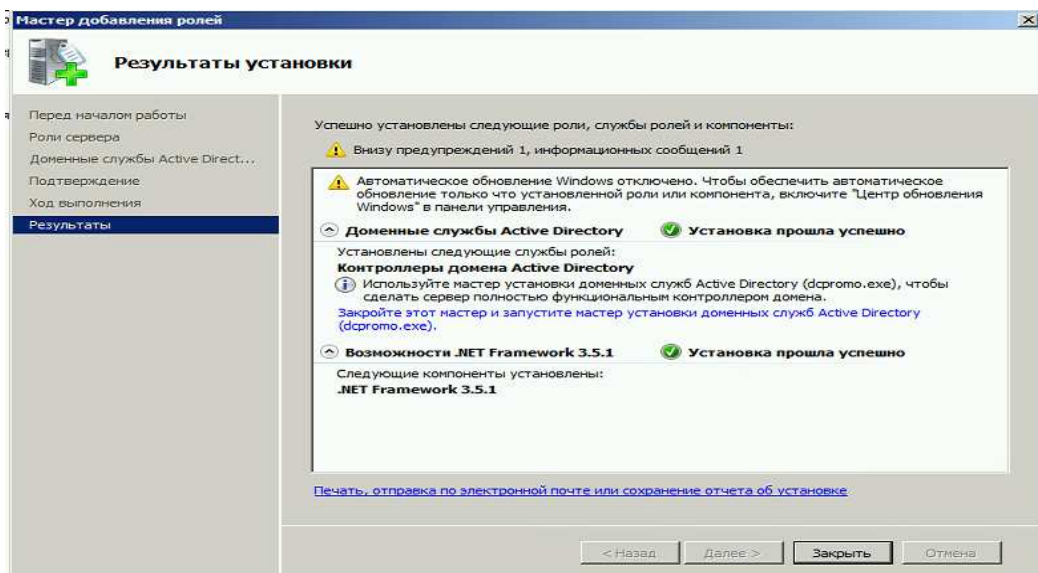 Мастер добавления ролей
Результаты установки
Перед началом работы
Роли сервера
Доменные службы Active Direct...
Подтверждение
Ход выполнения
Результаты
Успешно установлены следующие роли, службы ролей и компоненты:
Внизу предупреждений 1, информационных сообщений 1
Автоматическое обновление Windows отключено. Чтобы обеспечить автоматическое
обновление только что установленной роли или компонента, включите "Центр обновления
Windows" в панели управления.
Доменные службы Active Directory
Установка прошла успешно
Установлены следующие службы ролей:
Контроллеры домена Active Directory
Используйте мастер установки доменных служб Active Directory (dcpromo.exe), чтобы
сделать сервер полностью функциональным контроллером домена.
Закройте этот мастер и запустите мастер установки доменных служб Active Directory
(dcpromo.exe).
Возможности .NET Framework 3.5.1
Установка прошла успешно
Следующие компоненты установлены:
.NET Framework 3.5.1
Печать, отправка по электронной почте или сохранение отчета об установке
< Назад
Далее >
Закрыть
Отмена